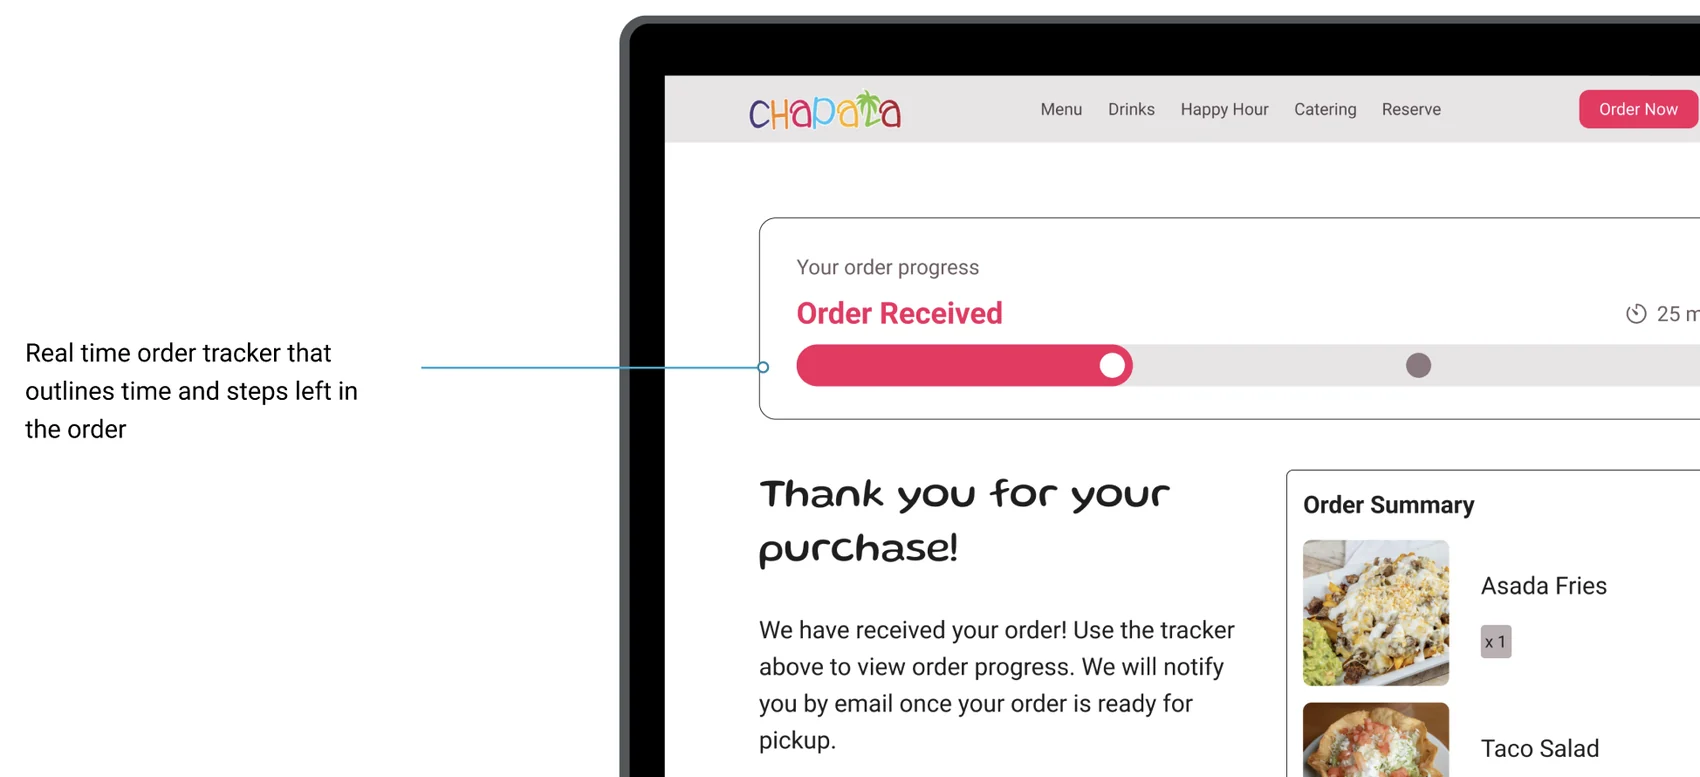 CHAPALA
Menu Drinks Happy Hour Catering Reserve
Order Now
Your order progress
Order Received
25 m
Real time order tracker that
outlines time and steps left in
the order
Thank you for your
purchase!
We have received your order! Use the tracker
above to view order progress. We will notify
you by email once your order is ready for
pickup.
Order Summary
Asada Fries
x 1
Taco Salad